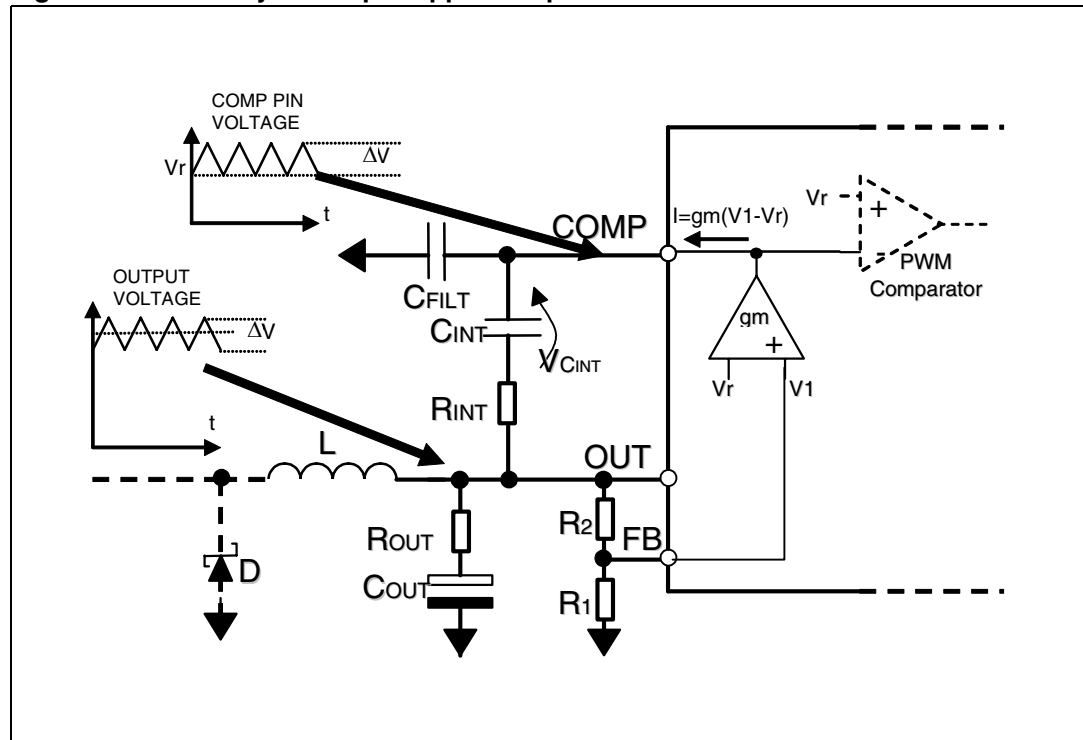 COMP PIN
VOLTAGE
ΔV
Vr
t
I=gm(V1-Vr)
Vr
+
-
PWM
Comparator
COMP
CFILT
CINT
VCINT
gm
+
Vr
V1
OUTPUT
VOLTAGE
ΔV
t
RINT
L
OUT
ROUT
R2
FB
D
COUT
R1